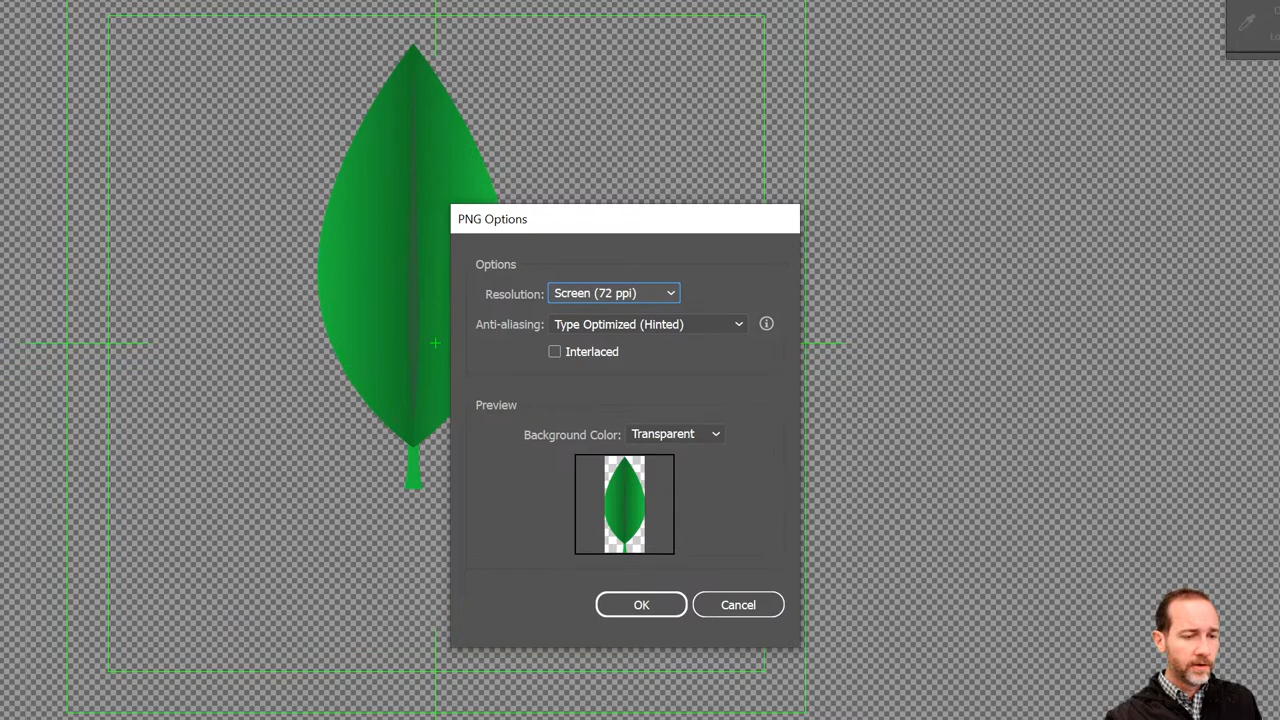 PNG Options
Options
Resolution: Screen (72 ppi)
Anti-aliasing: Type Optimized (Hinted)
Interlaced
Preview
Background Color: Transparent
OK Cancel